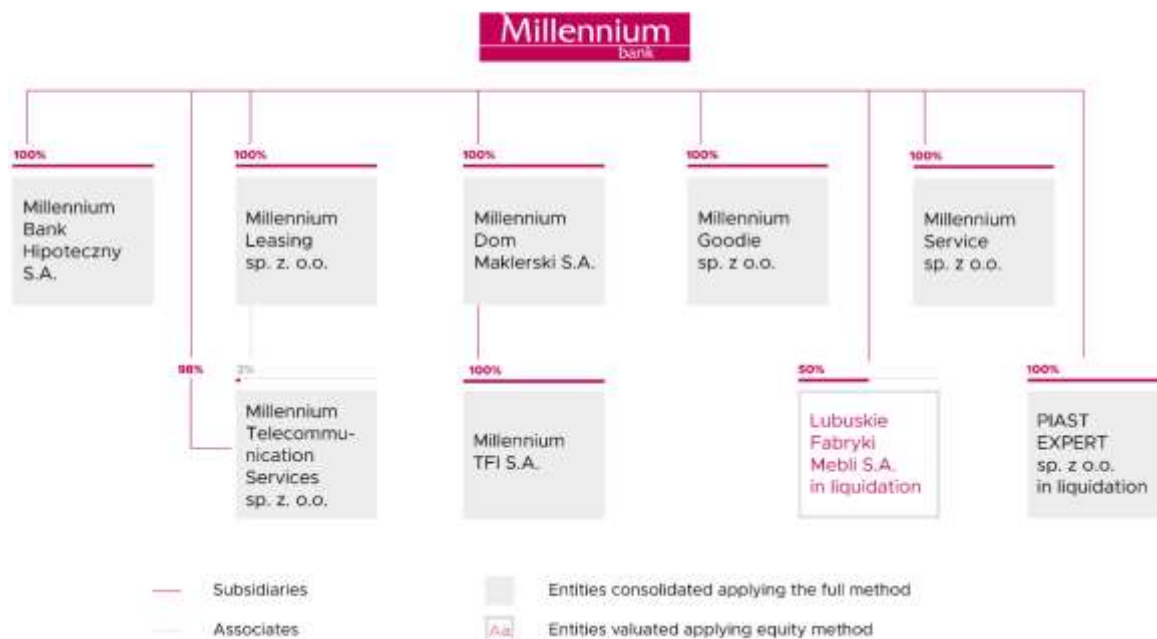 Millennium
bank
100%
100%
100%
100%
100%
Millennium
Bank
Hipoteczny
S.A.
Millennium
Leasing
sp. z. o.o.
Millennium
Dom
Maklerski S.A.
Millennium
Goodie
sp. z o.o.
Millennium
Service
sp. z o.o.
98%
2%
100%
50%
100%
Millennium
Telecommu-
nication
Services
sp. z. o.o.
Millennium
TFI S.A.
Lubuskie
Fabryki
Mebli S.A.
in liquidation
PIAST
EXPERT
sp. z o.o.
in liquidation
Subsidiaries
Entities consolidated applying the full method
Associates
Aa
Entities valuated applying equity method